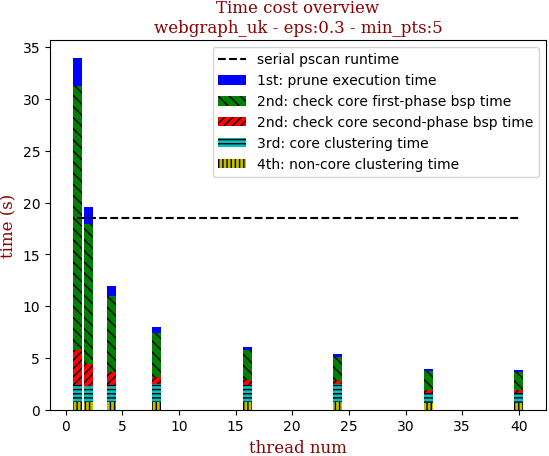 Time cost overview
webgraph_uk - eps:0.3 - min_pts:5
serial pscan runtime
1st: prune execution time
2nd: check core first-phase bsp time
2nd: check core second-phase bsp time
3rd: core clustering time
4th: non-core clustering time
time (s)
35
30
25
20
15
10
5
0
0 5 10 15 20 25 30 35 40
thread num